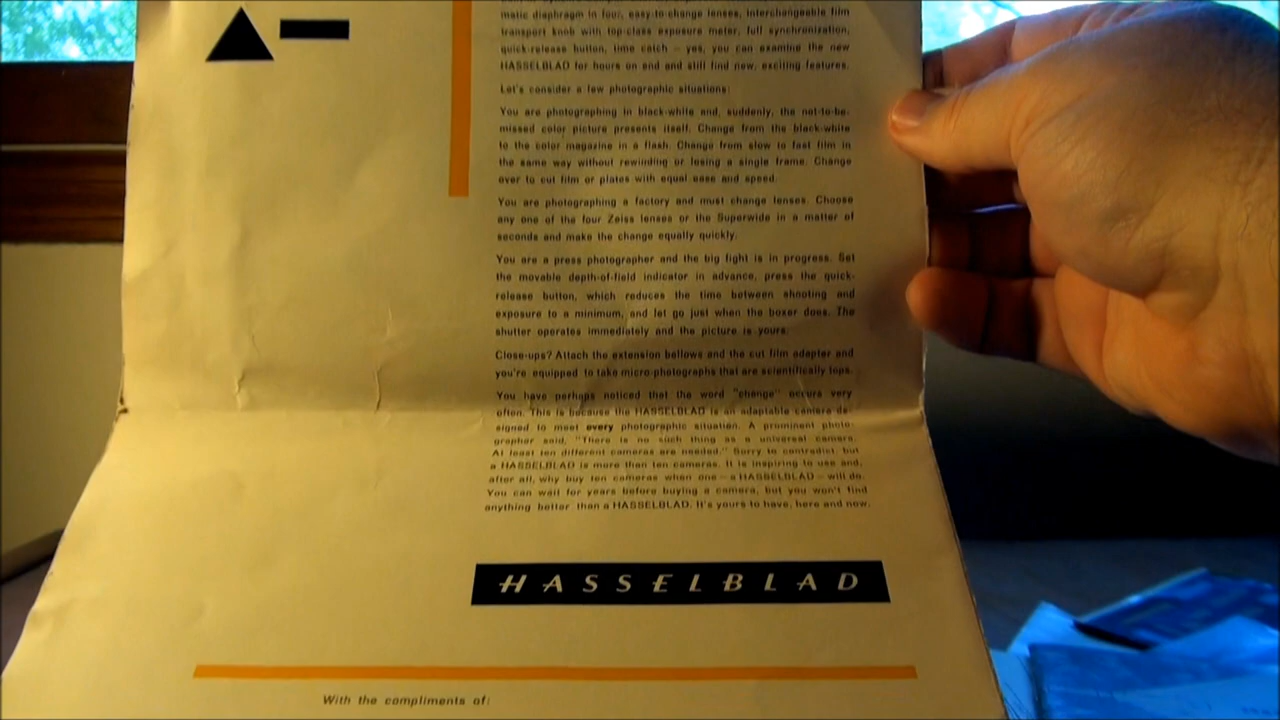 matic diaphragm in four, easy-to-change lenses, interchangeable film
transport knob with top-class exposure meter, full synchronization,
quick-release button, time catch – yes, you can examine the new
HASSELBLAD for hours on end and still find new, exciting features.
Let's consider a few photographic situations:
You are photographing in black-white and, suddenly, the not-to-be-
missed color picture presents itself. Change from the black-white
to the color magazine in a flash. Change from slow to fast film in
the same way without rewinding or losing a single frame. Change
over to cut film or plates with equal ease and speed.
You are photographing a factory and must change lenses. Choose
any one of the four Zeiss lenses or the Superwide in a matter of
seconds and make the change equally quickly.
You are a press photographer and the big fight is in progress. Set
the movable depth-of-field indicator in advance, press the quick-
release button, which reduces the time between shooting and
exposure to a minimum, and let go just when the boxer does. The
shutter operates immediately and the picture is yours.
Close-ups? Attach the extension bellows and the cut film adapter and
you're equipped to take micro-photographs that are scientifically tops.
You have perhaps noticed that the word "change" occurs very
often. This is because the HASSELBLAD is an adaptable camera de-
signed to meet every photographic situation. A prominent photo-
grapher said, "There is no such thing as a universal camera.
At least ten different cameras are needed." Sorry to contradict, but
a HASSELBLAD is more than ten cameras. It is inspiring to use and,
after all, why buy ten cameras when one – a HASSELBLAD – will do.
You can wait for years before buying a camera, but you won't find
anything better than a HASSELBLAD. It's yours to have, here and now.
HASSELBLAD
With the compliments of: